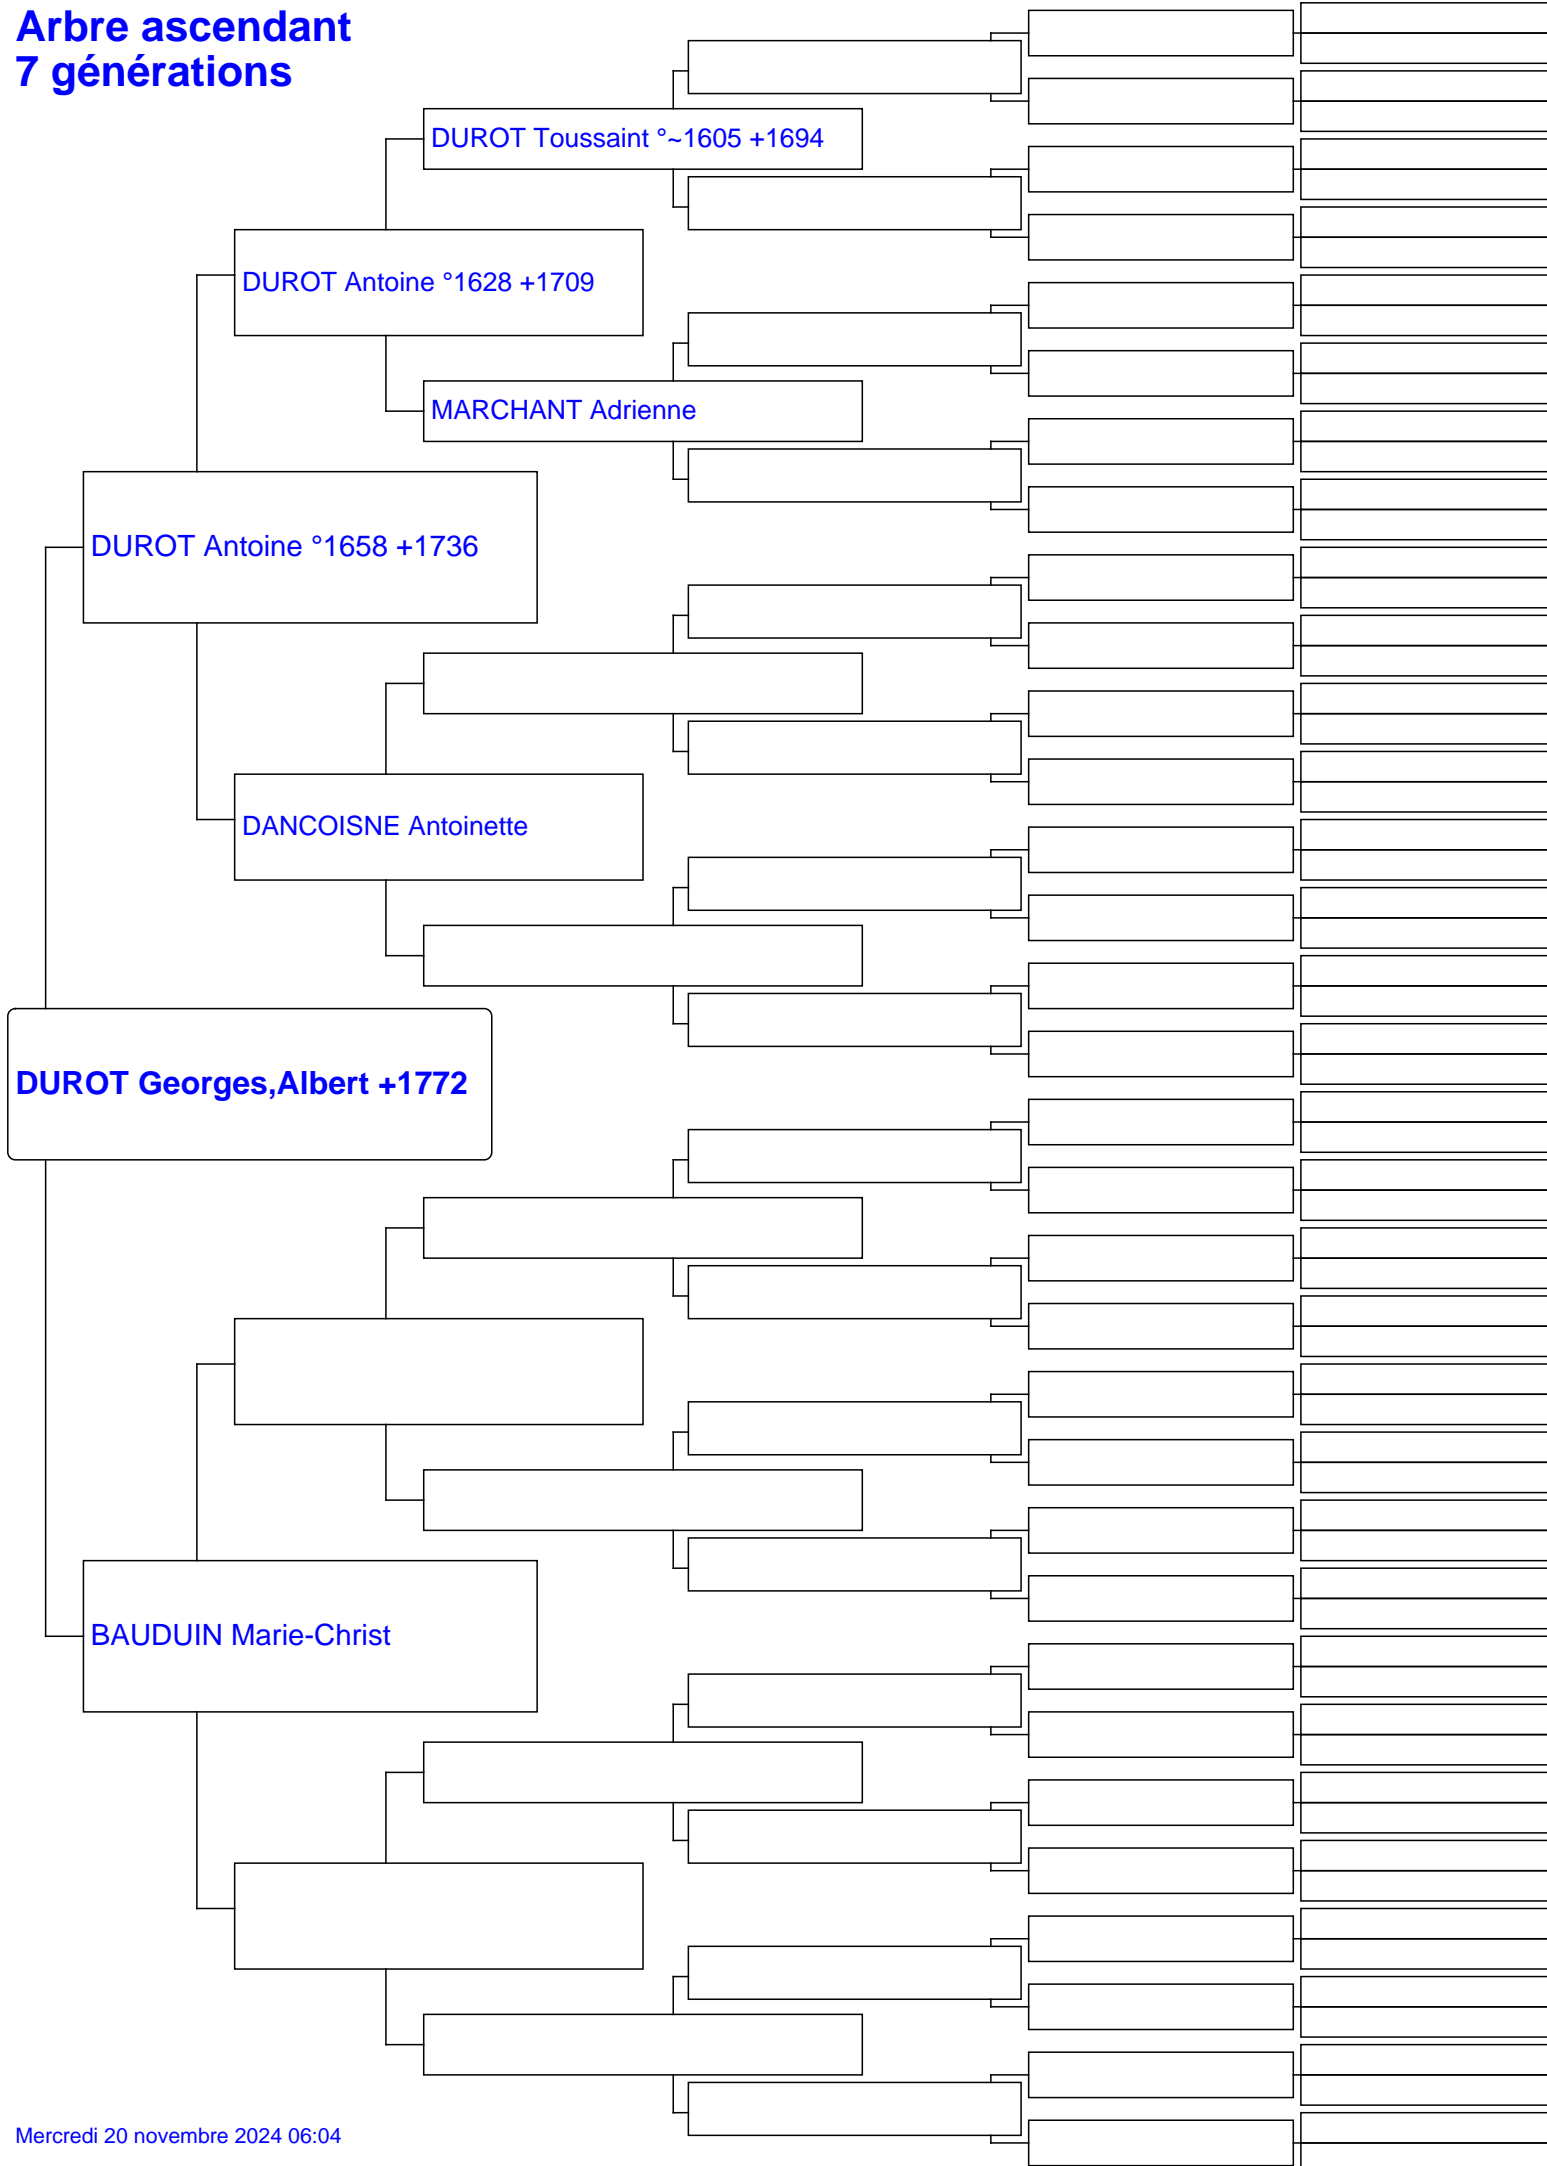 Arbre ascendant
7 générations
DUROT Toussaint °~1605 +1694
DUROT Antoine °1628 +1709
MARCHANT Adrienne
DUROT Antoine °1658 +1736
DANCOISNE Antoinette
DUROT Georges,Albert +1772
BAUDUIN Marie-Christ
Mercredi 20 novembre 2024 06:04